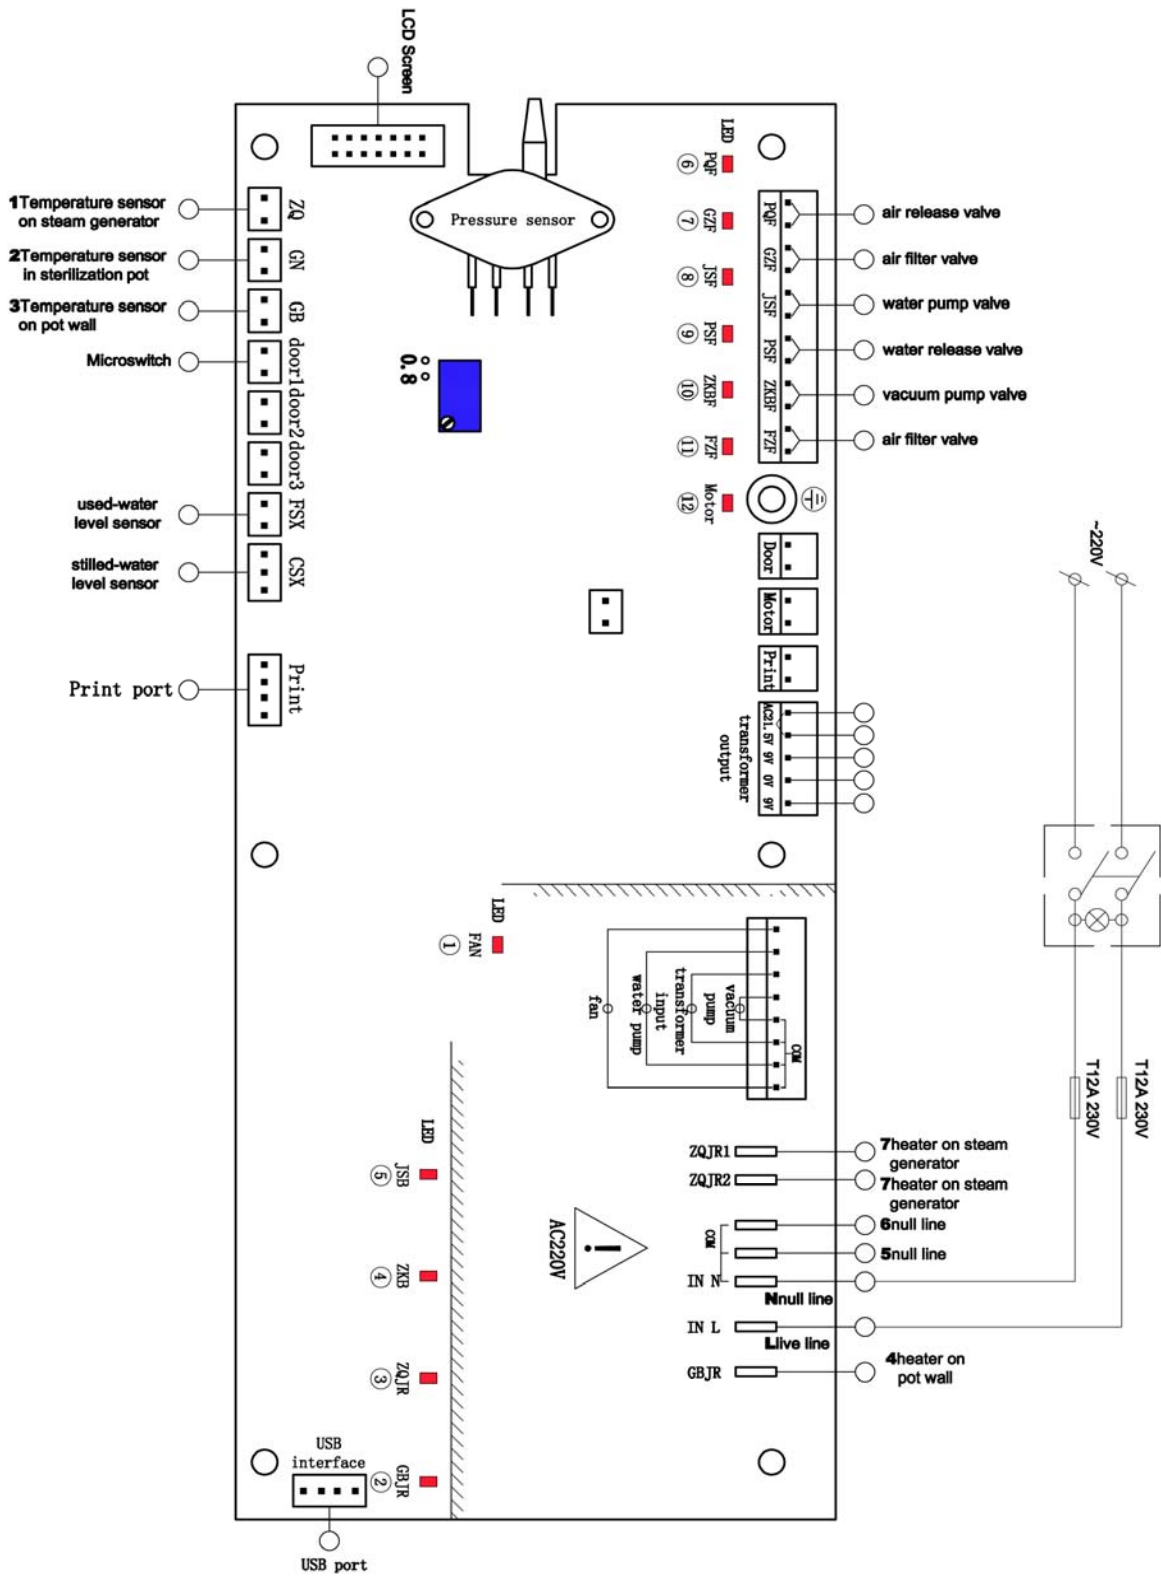 LCD Screen
LED
PQF
6
GZF
7
JSF
8
PSF
9
ZKBF
10
FZF
11
Motor
12
Pressure sensor
0.8
1Temperature sensor
on steam generator
ZQ
2Temperature sensor
in sterilization pot
GN
3Temperature sensor
on pot wall
GB
Microswitch
door1
door2
door3
used-water
level sensor
FSX
stilled-water
level sensor
CSX
Print port
Print
PQF
air release valve
GZF
air filter valve
JSF
water pump valve
PSF
water release valve
ZKBF
vacuum pump valve
FZF
air filter valve
Door
Motor
Print
AC21.5V
9V
0V
9V
transformer
output
~220V
T12A 230V
T12A 230V
LED
FAN
1
vacuum
pump
transformer
input
water pump
fan
COM
ZQJR1
7heater on steam
generator
ZQJR2
7heater on steam
generator
COM
6null line
5null line
IN N
Nnull line
IN L
Llive line
GBJR
4heater on
pot wall
AC220V
LED
JSB
5
ZKB
4
ZQJR
3
GBJR
2
USB
interface
USB port